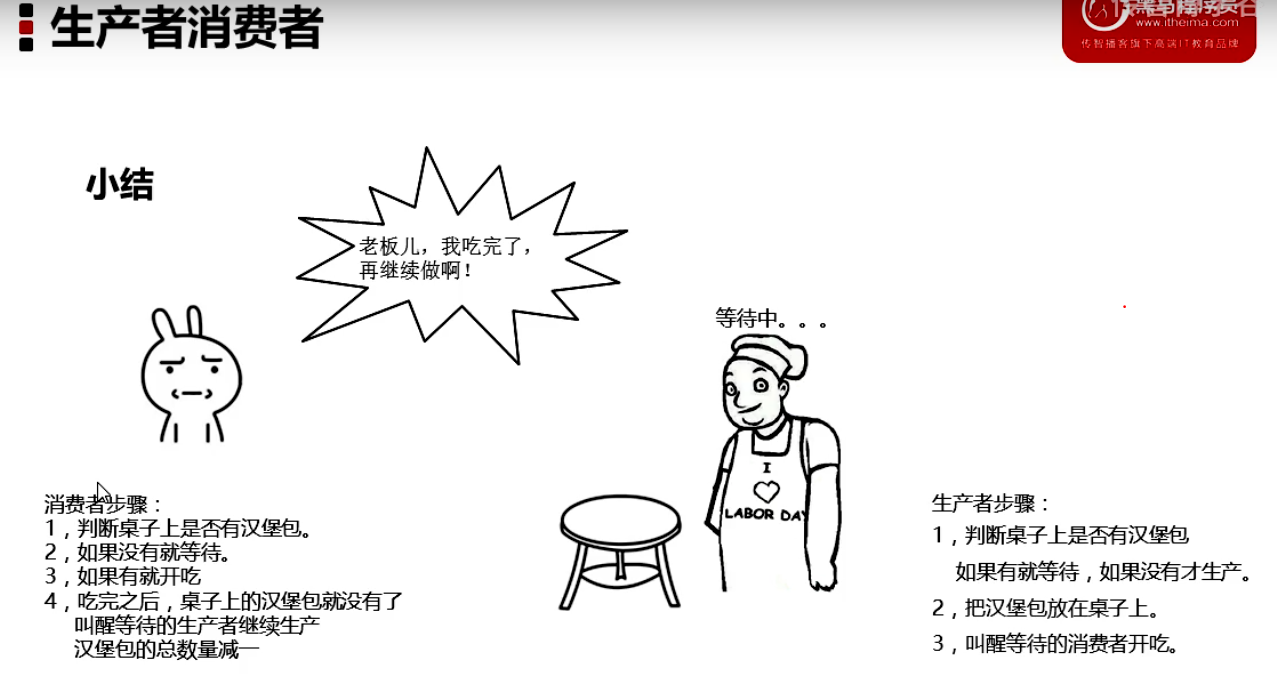 生产者消费者
www.itheima.com
传智播客旗下高端IT教育品牌
小结
老板儿，我吃完了，
再继续做啊！
等待中。。。
I
LABOR DAY
消费者步骤：
1，判断桌子上是否有汉堡包。
2，如果没有就等待。
3，如果有就开吃
4，吃完之后，桌子上的汉堡包就没有了
叫醒等待的生产者继续生产
汉堡包的总数量减一
生产者步骤：
1，判断桌子上是否有汉堡包
如果有就等待，如果没有才生产。
2，把汉堡包放在桌子上。
3，叫醒等待的消费者开吃。